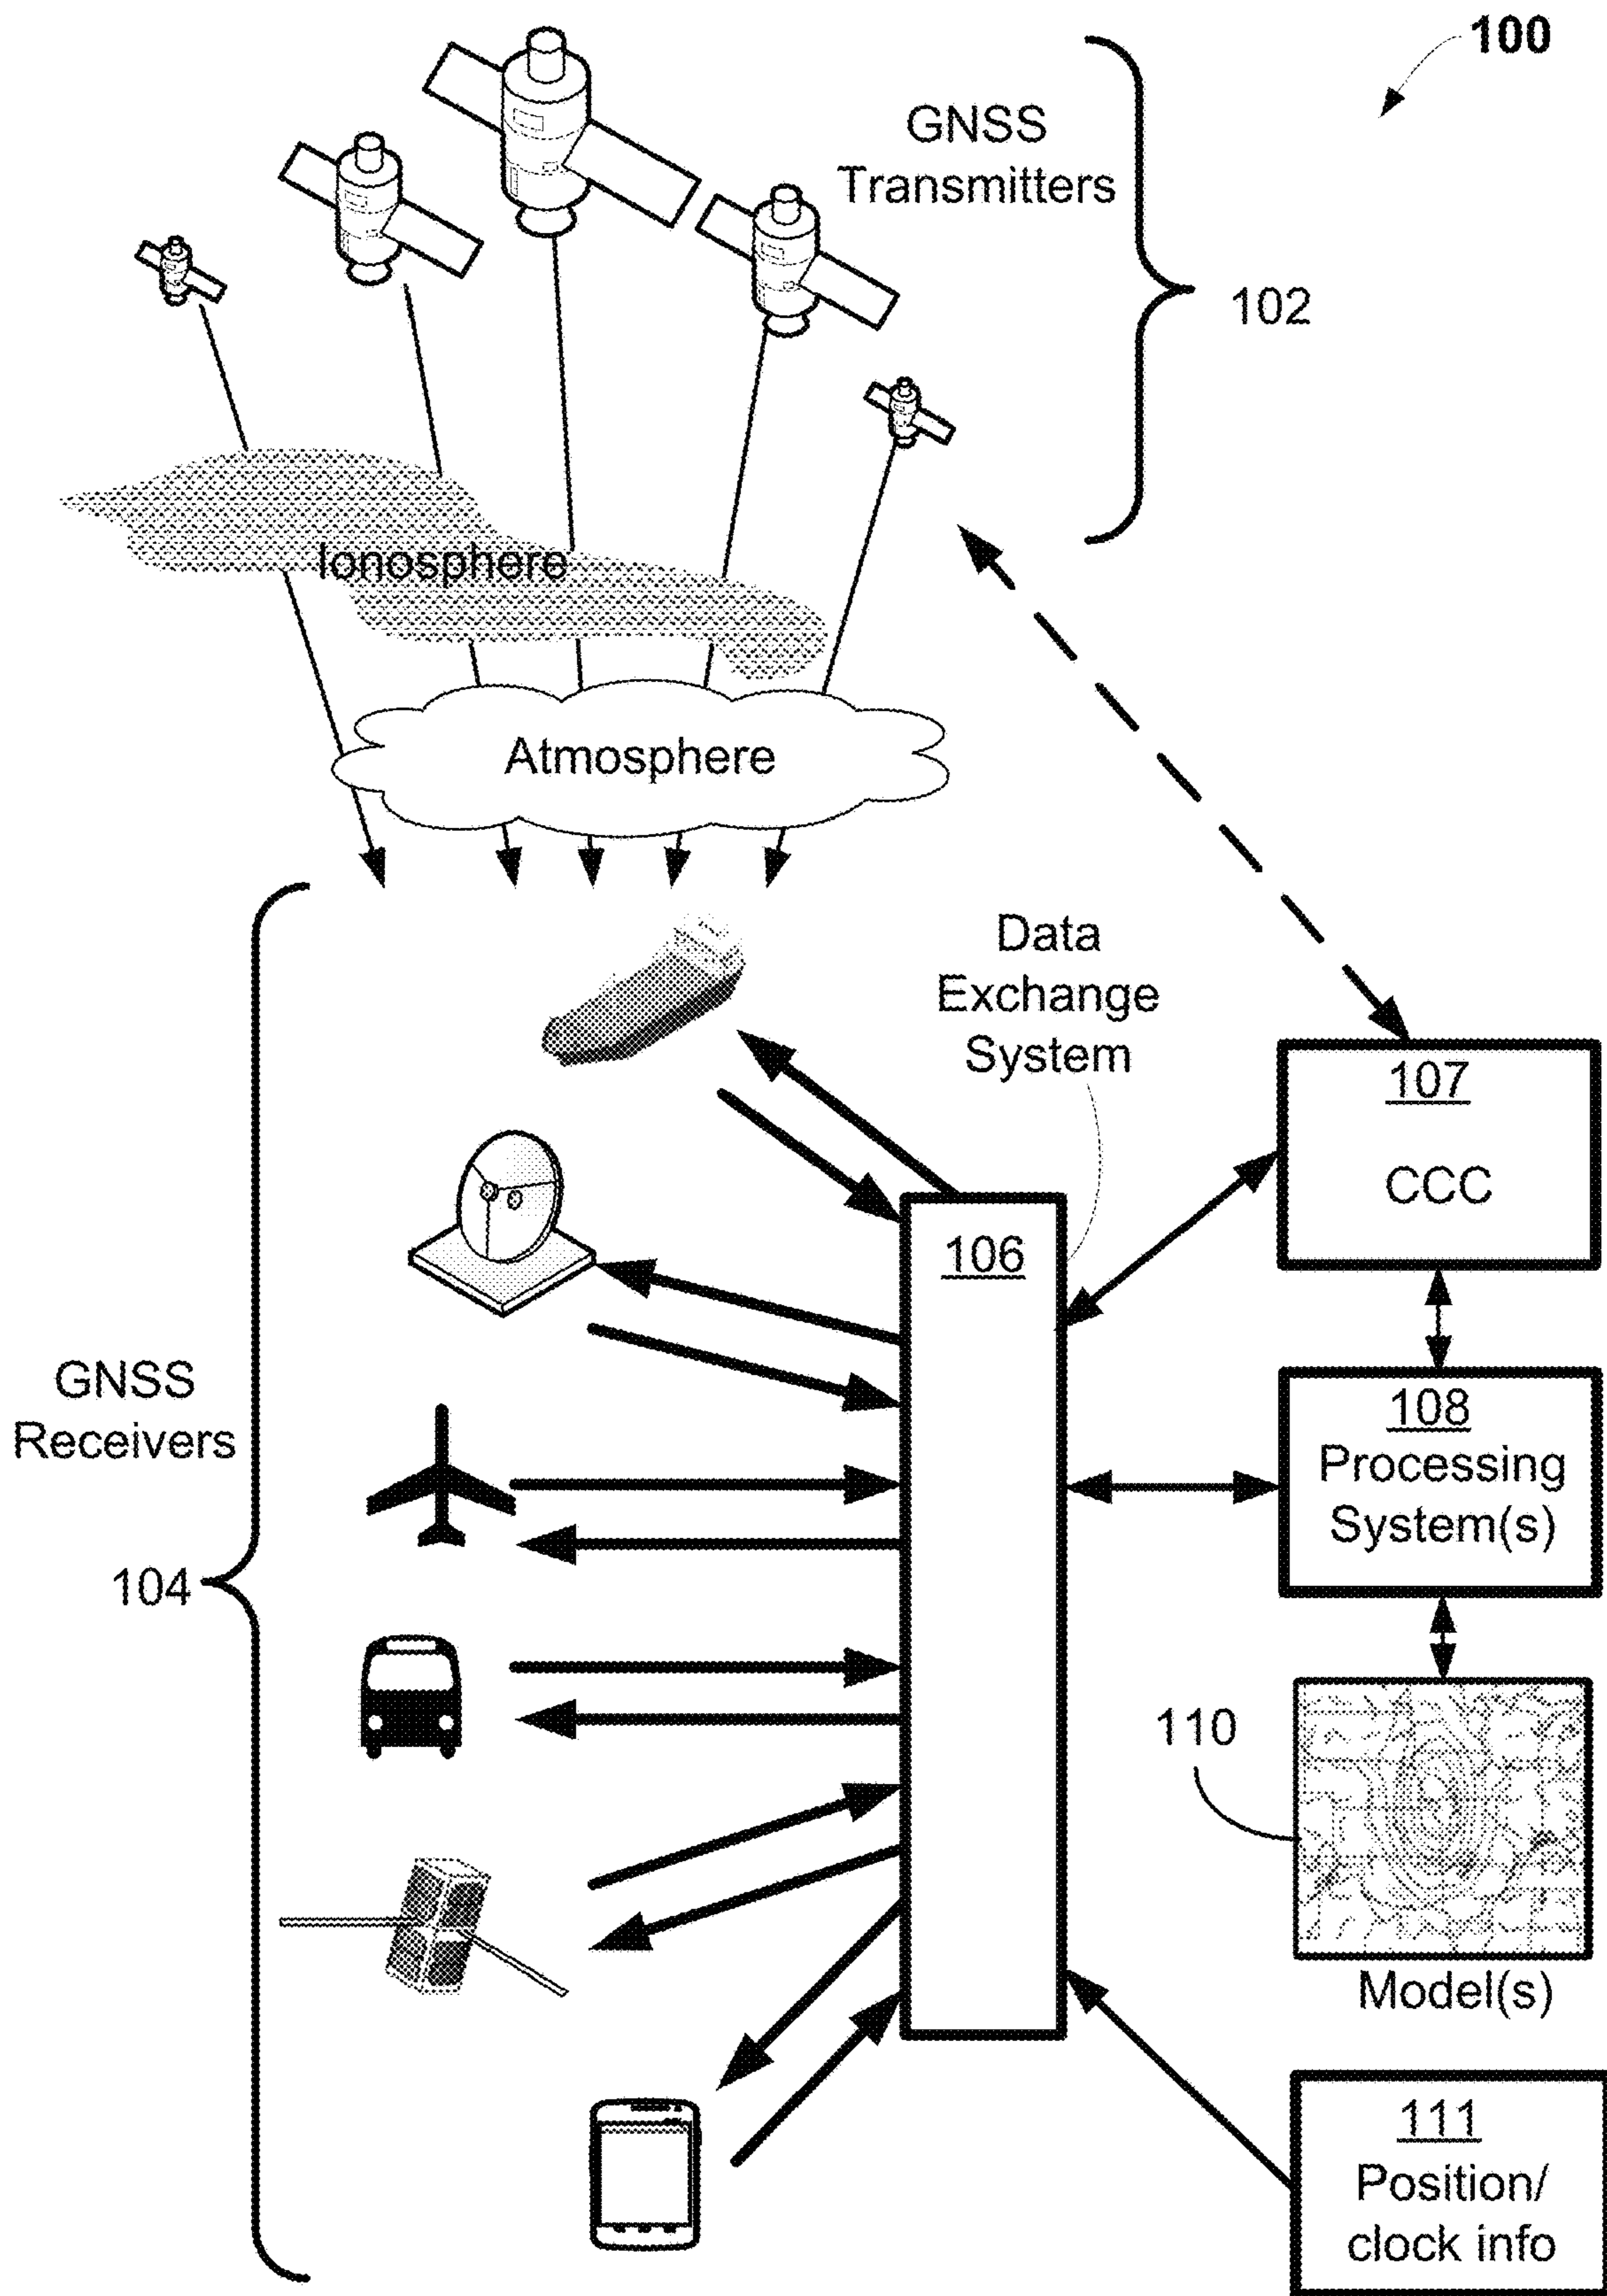 100
GNSS
Transmitters
102
Ionosphere
Atmosphere
Data
Exchange
System
107
CCC
106
GNSS
Receivers
104
108
Processing
System(s)
110
Model(s)
111
Position/
clock info